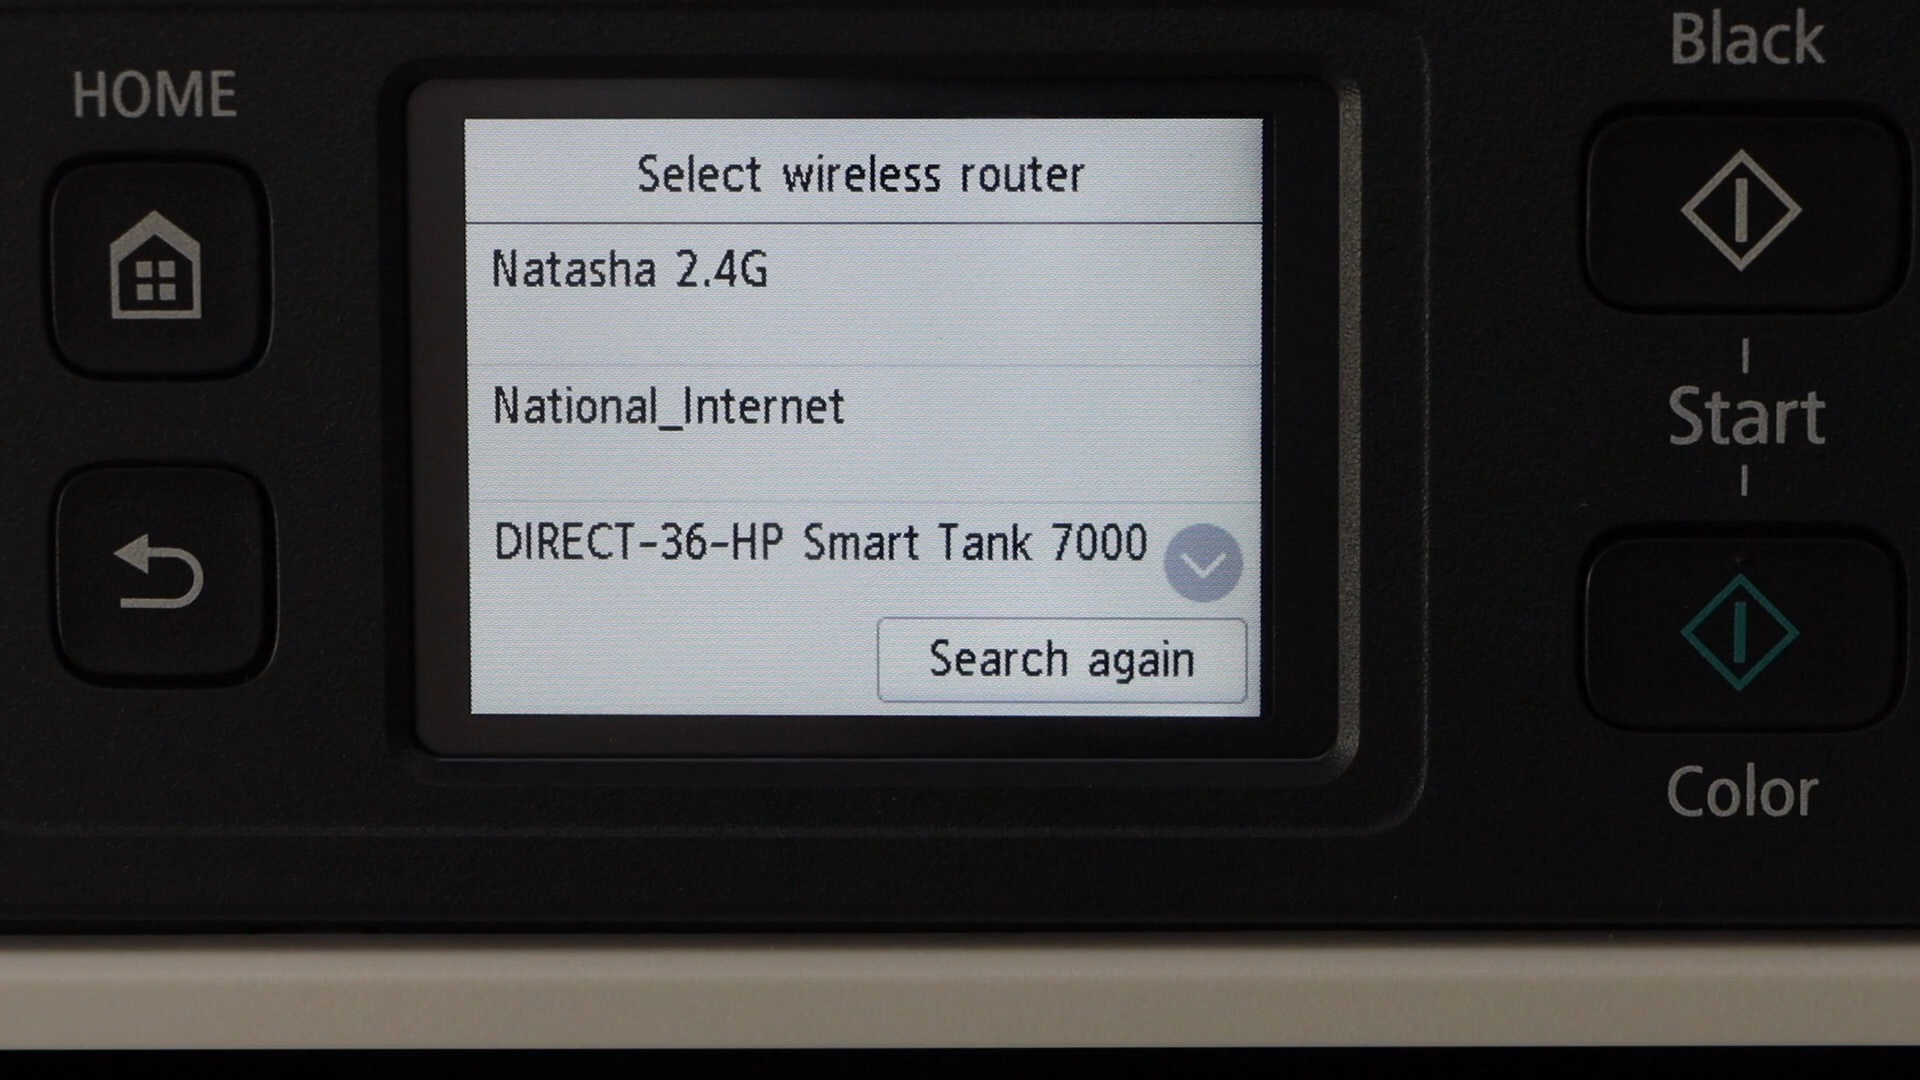 HOME
Select wireless router
Natasha 2.4G
National_Internet
DIRECT-36-HP Smart Tank 7000
Search again
Black
Start
Color